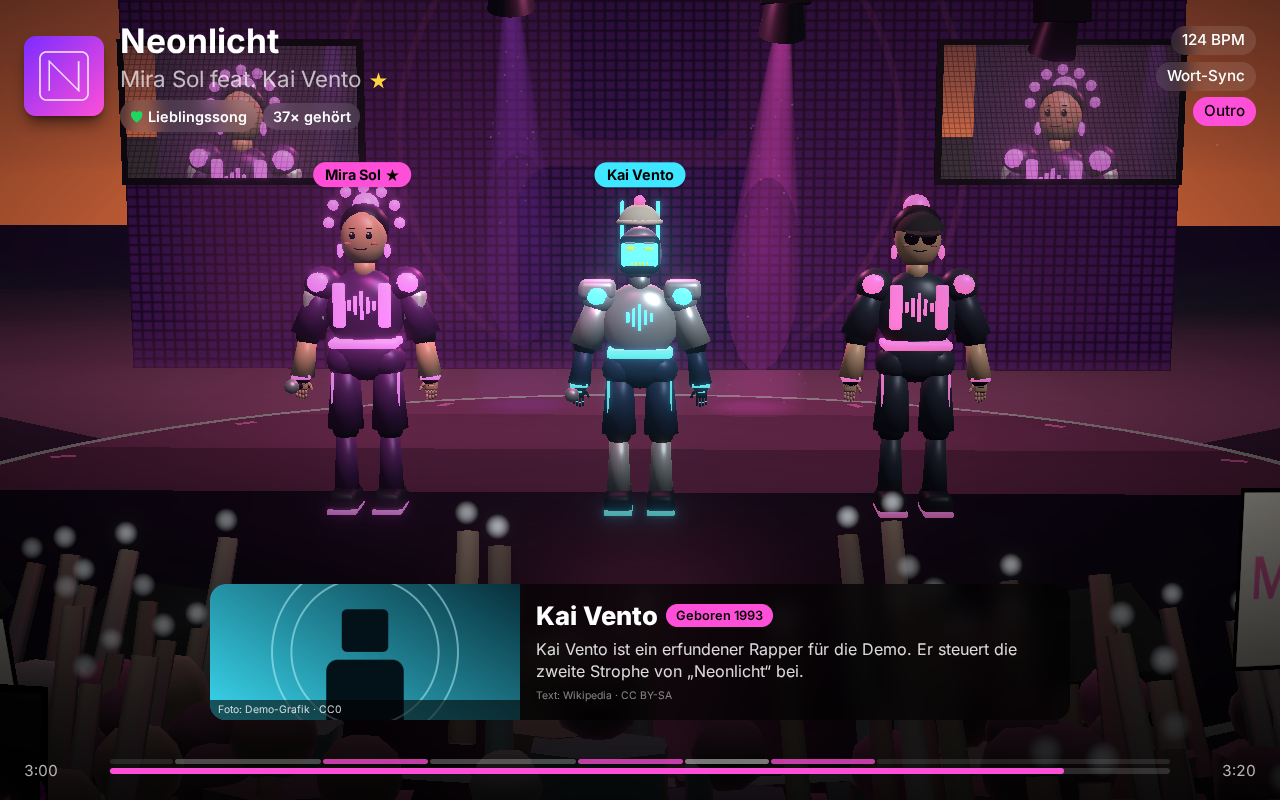 N
Neonlicht
Mira Sol feat. Kai Vento ★
Lieblingssong
37× gehört
124 BPM
Wort-Sync
Outro
Mira Sol ★
Kai Vento
M
Kai Vento
Geboren 1993
Kai Vento ist ein erfundener Rapper für die Demo. Er steuert die
zweite Strophe von „Neonlicht“ bei.
Text: Wikipedia · CC BY-SA
Foto: Demo-Grafik · CC0
3:00
3:20